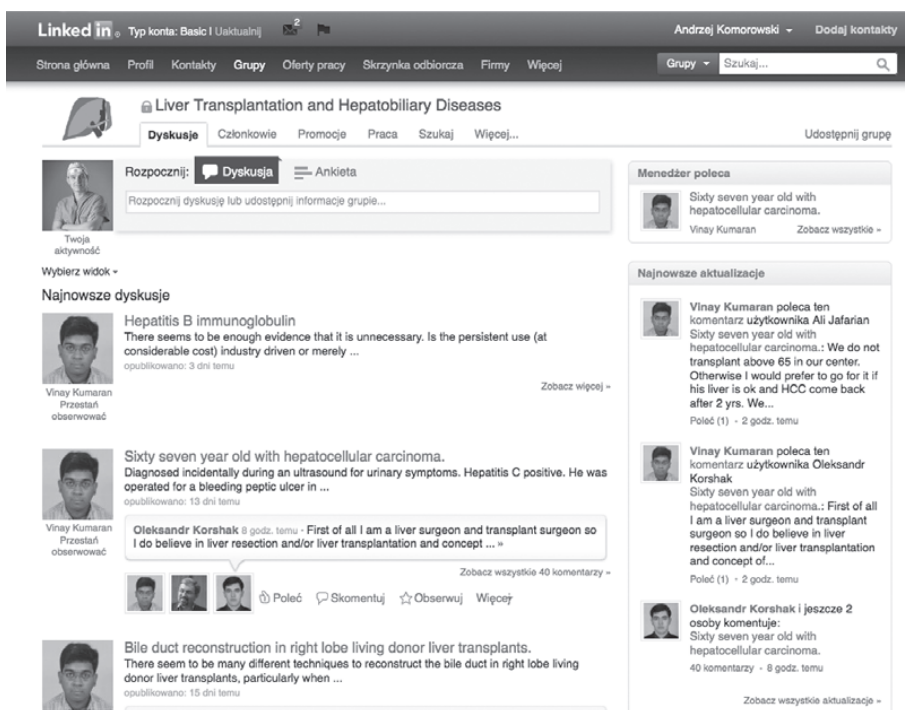 Linked in Typ konta: Basic | Uaktualnij 2 Andrzej Komorowski Dodaj kontakty
Strona główna Profil Kontakty Grupy Oferty pracy Skrzynka odbiorcza Firmy Więcej Grupy Szukaj...
Liver Transplantation and Hepatobiliary Diseases
Dyskusje Członkowie Promocje Praca Szukaj Więcej... Udostępnij grupę
Rozpocznij: Dyskusja Ankieta
Rozpocznij dyskusję lub udostępnij informacje grupie...
Twoja
aktywność
Wybierz widok
Najnowsze dyskusje
Hepatitis B immunoglobulin
There seems to be enough evidence that it is unnecessary. Is the persistent use (at
considerable cost) industry driven or merely ...
opublikowano: 3 dni temu
Vinay Kumaran
Przestań
obserwować
Zobacz więcej »
Sixty seven year old with hepatocellular carcinoma.
Diagnosed incidentally during an ultrasound for urinary symptoms. Hepatitis C positive. He was
operated for a bleeding peptic ulcer in ...
opublikowano: 13 dni temu
Vinay Kumaran
Przestań
obserwować
Oleksandr Korshak 8 godz. temu - First of all I am a liver surgeon and transplant surgeon so
I do believe in liver resection and/or liver transplantation and concept ... »
Zobacz wszystkie 40 komentarzy »
Poleć Skomentuj Obserwuj Więcej
Bile duct reconstruction in right lobe living donor liver transplants.
There seem to be many different techniques to reconstruct the bile duct in right lobe living
donor liver transplants, particularly when ...
opublikowano: 15 dni temu
Menedżer poleca
Sixty seven year old with
hepatocellular carcinoma.
Vinay Kumaran Zobacz wszystkie »
Najnowsze aktualizacje
Vinay Kumaran poleca ten
komentarz użytkownika Ali Jafarian
Sixty seven year old with
hepatocellular carcinoma.: We do not
transplant above 65 in our center.
Otherwise I would prefer to go for it if
his liver is ok and HCC come back
after 2 yrs. We...
Poleć (1) • 2 godz. temu
Vinay Kumaran poleca ten
komentarz użytkownika Oleksandr
Korshak
Sixty seven year old with
hepatocellular carcinoma.: First of all
I am a liver surgeon and transplant
surgeon so I do believe in liver
resection and/or liver transplantation
and concept of...
Poleć (1) • 2 godz. temu
Oleksandr Korshak i jeszcze 2
osoby komentuje:
Sixty seven year old with
hepatocellular carcinoma.
40 komentarzy • 8 godz. temu
Zobacz wszystkie aktualizacje »